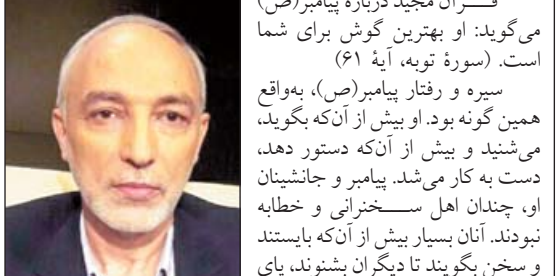 قـــــرآن مجید درباره پیامبر(ص)
می‌گوید: او بهترین گوش برای شما
است. (سورهٔ توبه، آیهٔ ۶۱)
سیره و رفتار پیامبر(ص)، به‌واقع
همین گونه بود. او بیش از آن‌که بگوید،
می‌شنید و بیش از آن‌که دستور دهد،
دست به کار می‌شد. پیامبر و جانشینان
او، چندان اهل ســـخنرانی و خطابه
نبودند. آنان بسیار بیش از آن‌که بایستند
و سخن بگویند تا دیگران بشنوند، پای